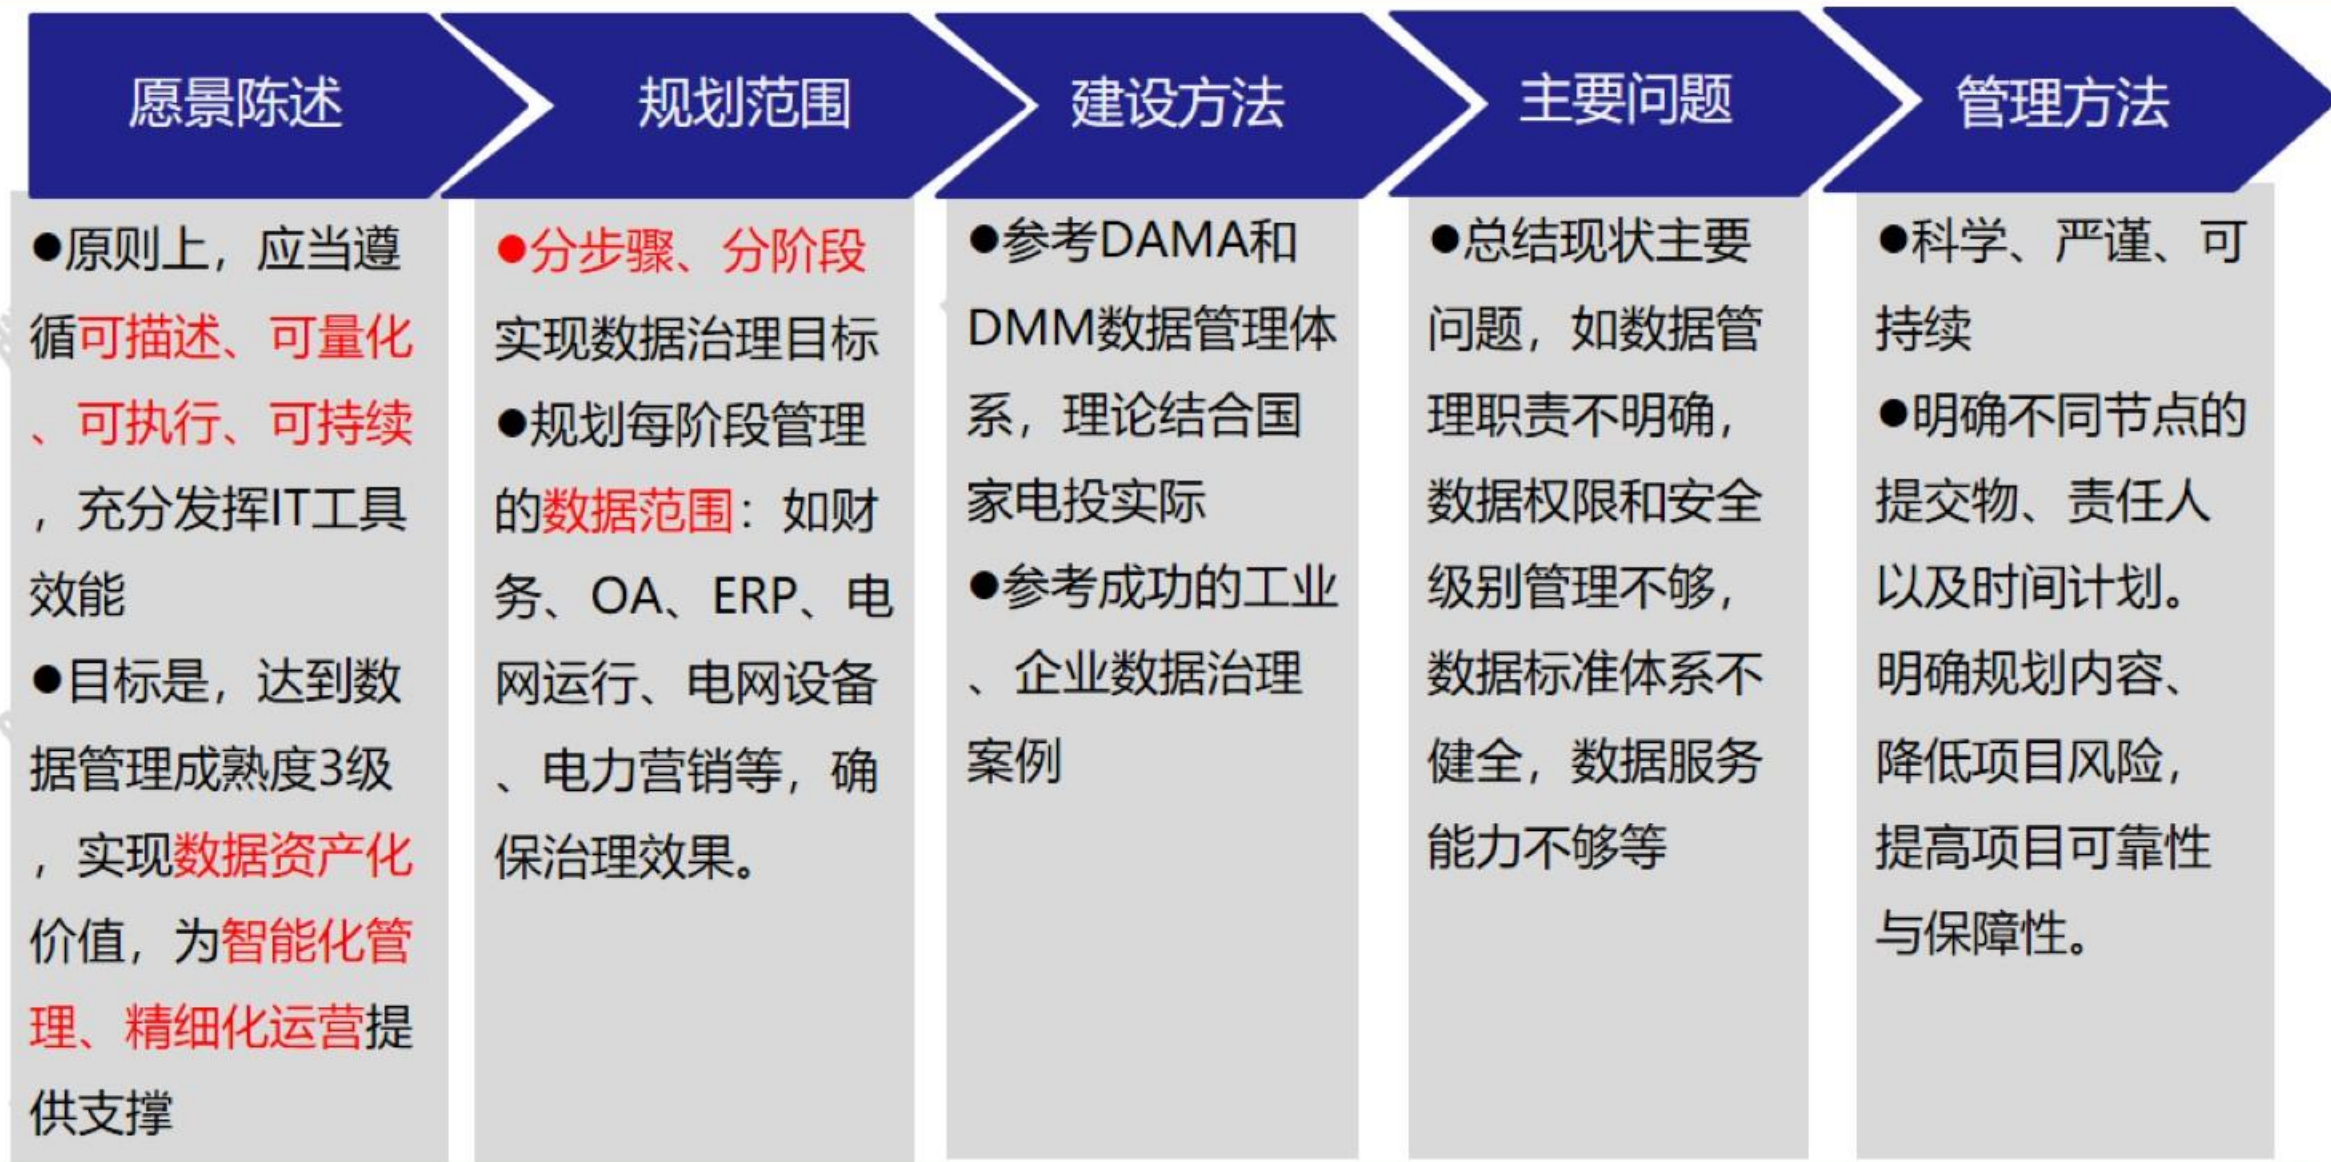 愿景陈述
●原则上，应当遵
循可描述、可量化
、可执行、可持续
，充分发挥IT工具
效能
●目标是，达到数
据管理成熟度3级
，实现数据资产化
价值，为智能化管
理、精细化运营提
供支撑
规划范围
●分步骤、分阶段
实现数据治理目标
●规划每阶段管理
的数据范围：如财
务、OA、ERP、电
网运行、电网设备
、电力营销等，确
保治理效果。
建设方法
●参考DAMA和
DMM数据管理体
系，理论结合国
家电投实际
●参考成功的工业
、企业数据治理
案例
主要问题
●总结现状主要
问题，如数据管
理职责不明确，
数据权限和安全
级别管理不够，
数据标准体系不
健全，数据服务
能力不够等
管理方法
●科学、严谨、可
持续
●明确不同节点的
提交物、责任人
以及时间计划。
明确规划内容、
降低项目风险，
提高项目可靠性
与保障性。